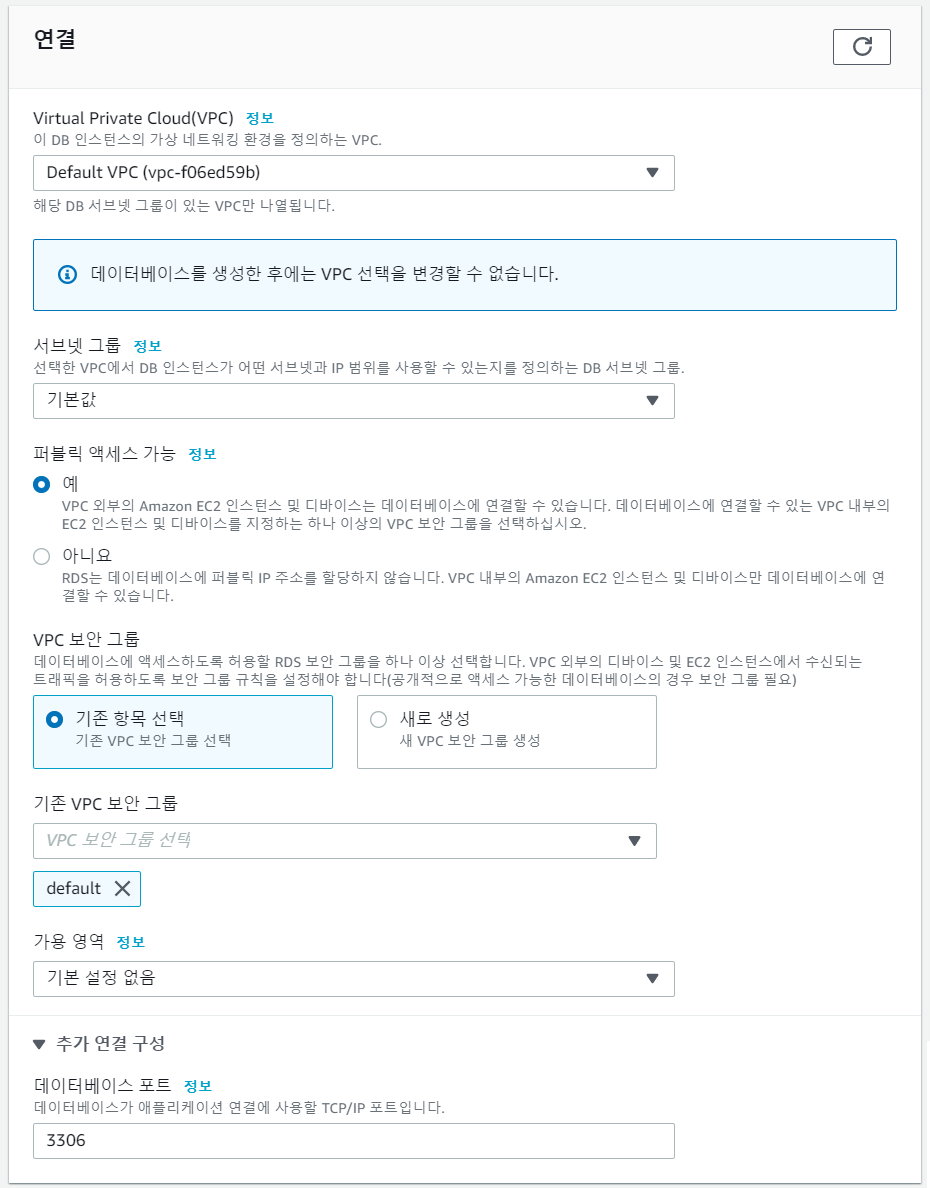 연결
Virtual Private Cloud(VPC) 정보
이 DB 인스턴스의 가상 네트워킹 환경을 정의하는 VPC.
Default VPC (vpc-f06ed59b)
해당 DB 서브넷 그룹이 있는 VPC만 나열됩니다.
데이터베이스를 생성한 후에는 VPC 선택을 변경할 수 없습니다.
서브넷 그룹 정보
선택한 VPC에서 DB 인스턴스가 어떤 서브넷과 IP 범위를 사용할 수 있는지를 정의하는 DB 서브넷 그룹.
기본값
퍼블릭 액세스 가능 정보
예
VPC 외부의 Amazon EC2 인스턴스 및 디바이스는 데이터베이스에 연결할 수 있습니다. 데이터베이스에 연결할 수 있는 VPC 내부의
EC2 인스턴스 및 디바이스를 지정하는 하나 이상의 VPC 보안 그룹을 선택하십시오.
아니요
RDS는 데이터베이스에 퍼블릭 IP 주소를 할당하지 않습니다. VPC 내부의 Amazon EC2 인스턴스 및 디바이스만 데이터베이스에 연
결할 수 있습니다.
VPC 보안 그룹
데이터베이스에 액세스하도록 허용할 RDS 보안 그룹을 하나 이상 선택합니다. VPC 외부의 디바이스 및 EC2 인스턴스에서 수신되는
트래픽을 허용하도록 보안 그룹 규칙을 설정해야 합니다(공개적으로 액세스 가능한 데이터베이스의 경우 보안 그룹 필요)
기존 항목 선택
기존 VPC 보안 그룹 선택
새로 생성
새 VPC 보안 그룹 생성
기존 VPC 보안 그룹
VPC 보안 그룹 선택
default
가용 영역 정보
기본 설정 없음
추가 연결 구성
데이터베이스 포트 정보
데이터베이스가 애플리케이션 연결에 사용할 TCP/IP 포트입니다.
3306